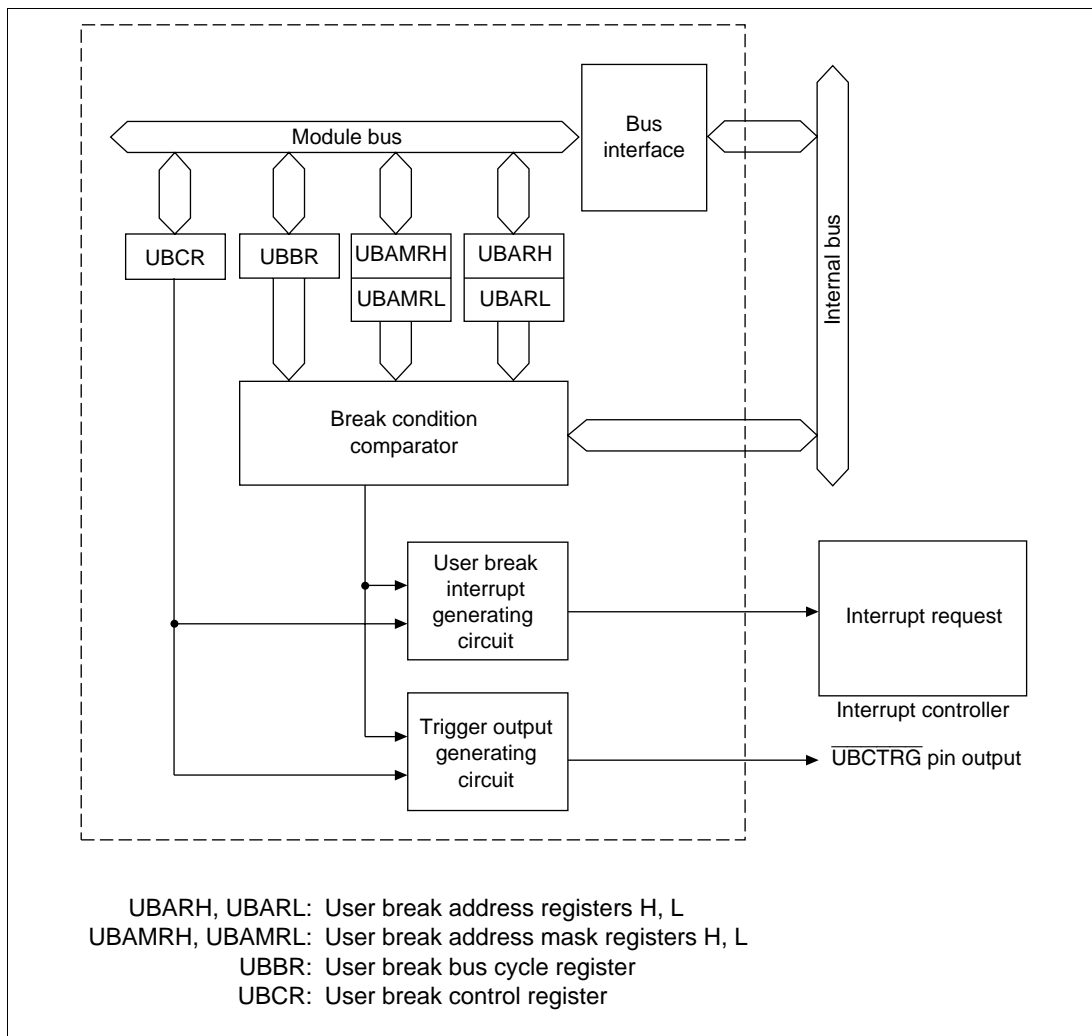 Module bus
Bus
interface
Internal bus
UBCR
UBBR
UBAMRH
UBAMRL
UBARH
UBARL
Break condition
comparator
User break
interrupt
generating
circuit
Interrupt request
Interrupt controller
Trigger output
generating
circuit
UBCTRG pin output
UBARH, UBARL: User break address registers H, L
UBAMRH, UBAMRL: User break address mask registers H, L
UBBR: User break bus cycle register
UBCR: User break control register